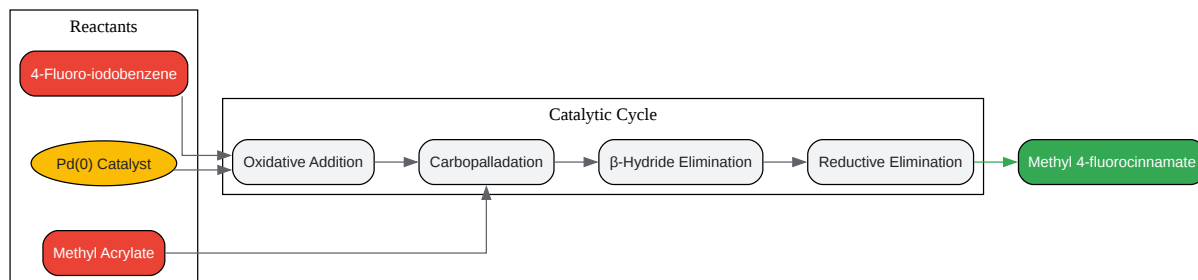 Reactants
4-Fluoro-iodobenzene
Pd(0) Catalyst
Methyl Acrylate
Catalytic Cycle
Oxidative Addition
Carbopalladation
β-Hydride Elimination
Reductive Elimination
Methyl 4-fluorocinnamate